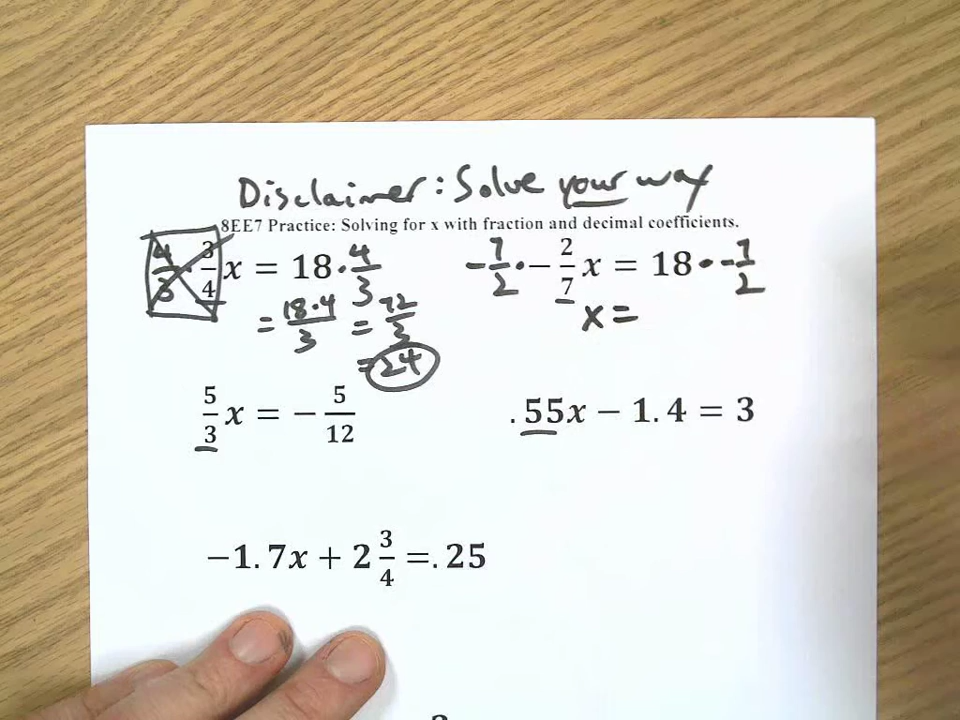 Disclaimer: Solve your way
8EE7 Practice: Solving for x with fraction and decimal coefficients.
4/3 · 3/4 x = 18 · 4/3
= 18·4/3 = 72/3
= 24
-7/2 · - 2/7 x = 18 · -7/2
x =
5/3 x = - 5/12
.55x - 1.4 = 3
-1.7x + 2 3/4 = .25